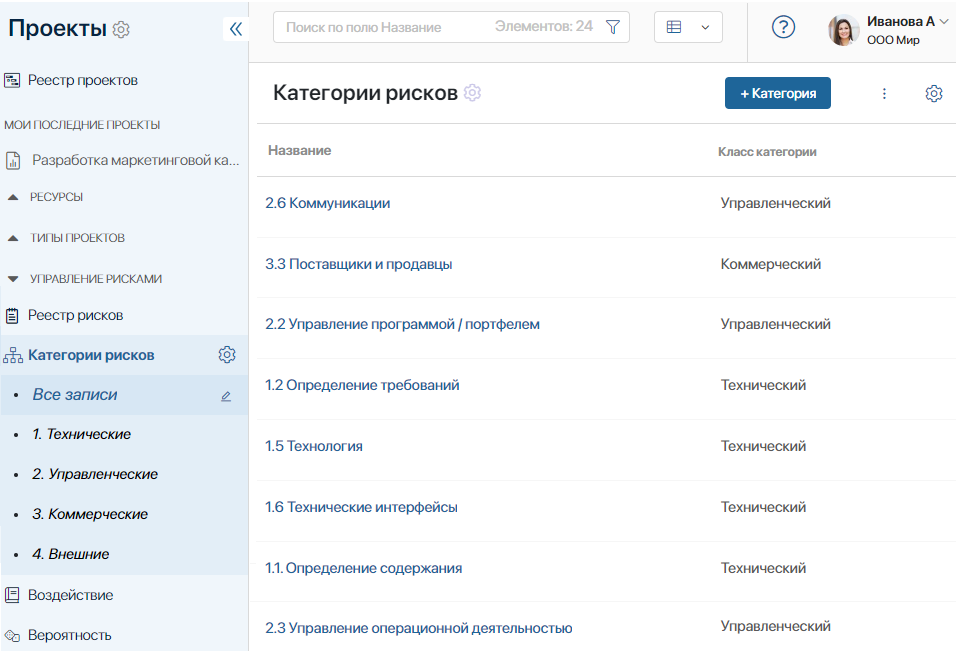 Проекты
Реестр проектов
МОИ ПОСЛЕДНИЕ ПРОЕКТЫ
Разработка маркетинговой ка...
РЕСУРСЫ
ТИПЫ ПРОЕКТОВ
УПРАВЛЕНИЕ РИСКАМИ
Реестр рисков
Категории рисков
• Все записи
• 1. Технические
• 2. Управленческие
• 3. Коммерческие
• 4. Внешние
Воздействие
Вероятность
Поиск по полю Название Элементов: 24
?
Иванова А
ООО Мир
Категории рисков
+ Категория
Название Класс категории
2.6 Коммуникации Управленческий
3.3 Поставщики и продавцы Коммерческий
2.2 Управление программой / портфелем Управленческий
1.2 Определение требований Технический
1.5 Технология Технический
1.6 Технические интерфейсы Технический
1.1. Определение содержания Технический
2.3 Управление операционной деятельностью Управленческий